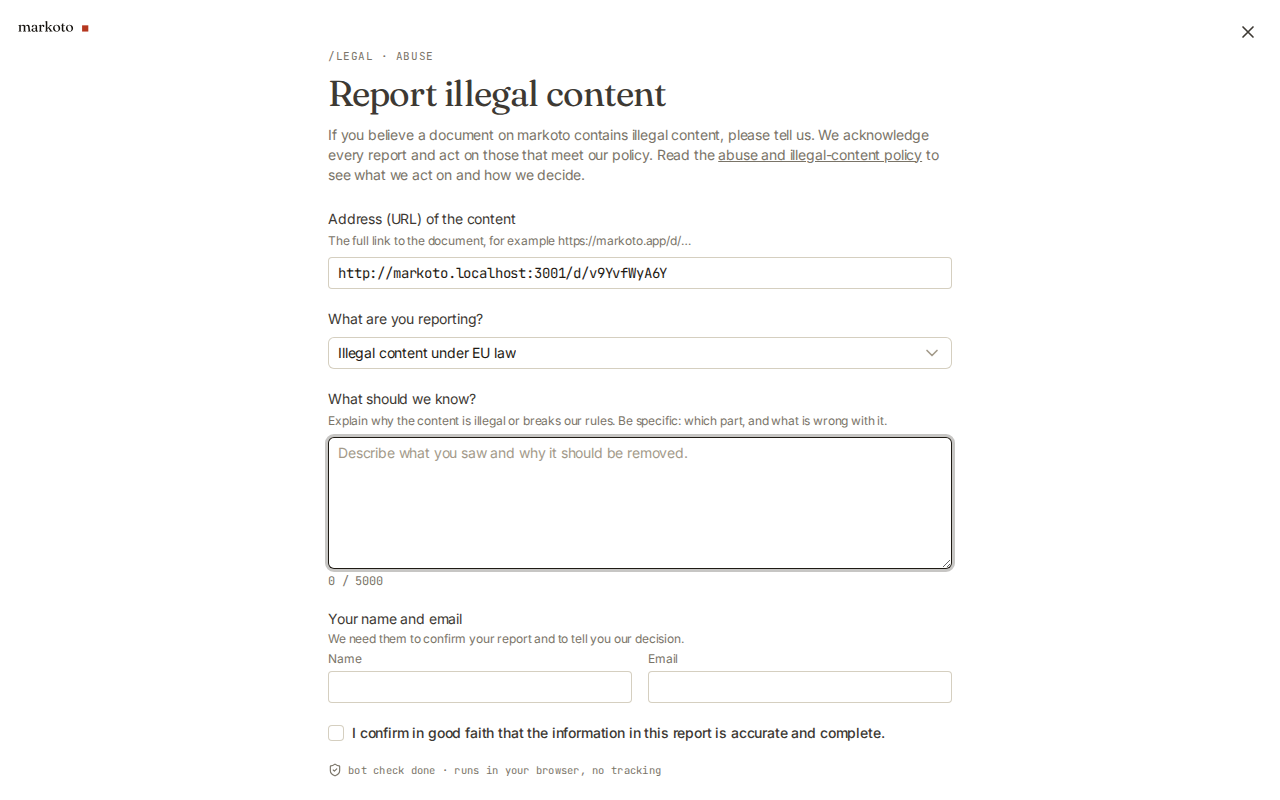 markoto
/LEGAL · ABUSE
Report illegal content
If you believe a document on markoto contains illegal content, please tell us. We acknowledge
every report and act on those that meet our policy. Read the abuse and illegal-content policy to
see what we act on and how we decide.
Address (URL) of the content
The full link to the document, for example https://markoto.app/d/…
http://markoto.localhost:3001/d/v9YvfWyA6Y
What are you reporting?
Illegal content under EU law
What should we know?
Explain why the content is illegal or breaks our rules. Be specific: which part, and what is wrong with it.
Describe what you saw and why it should be removed.
0 / 5000
Your name and email
We need them to confirm your report and to tell you our decision.
Name Email
I confirm in good faith that the information in this report is accurate and complete.
bot check done · runs in your browser, no tracking